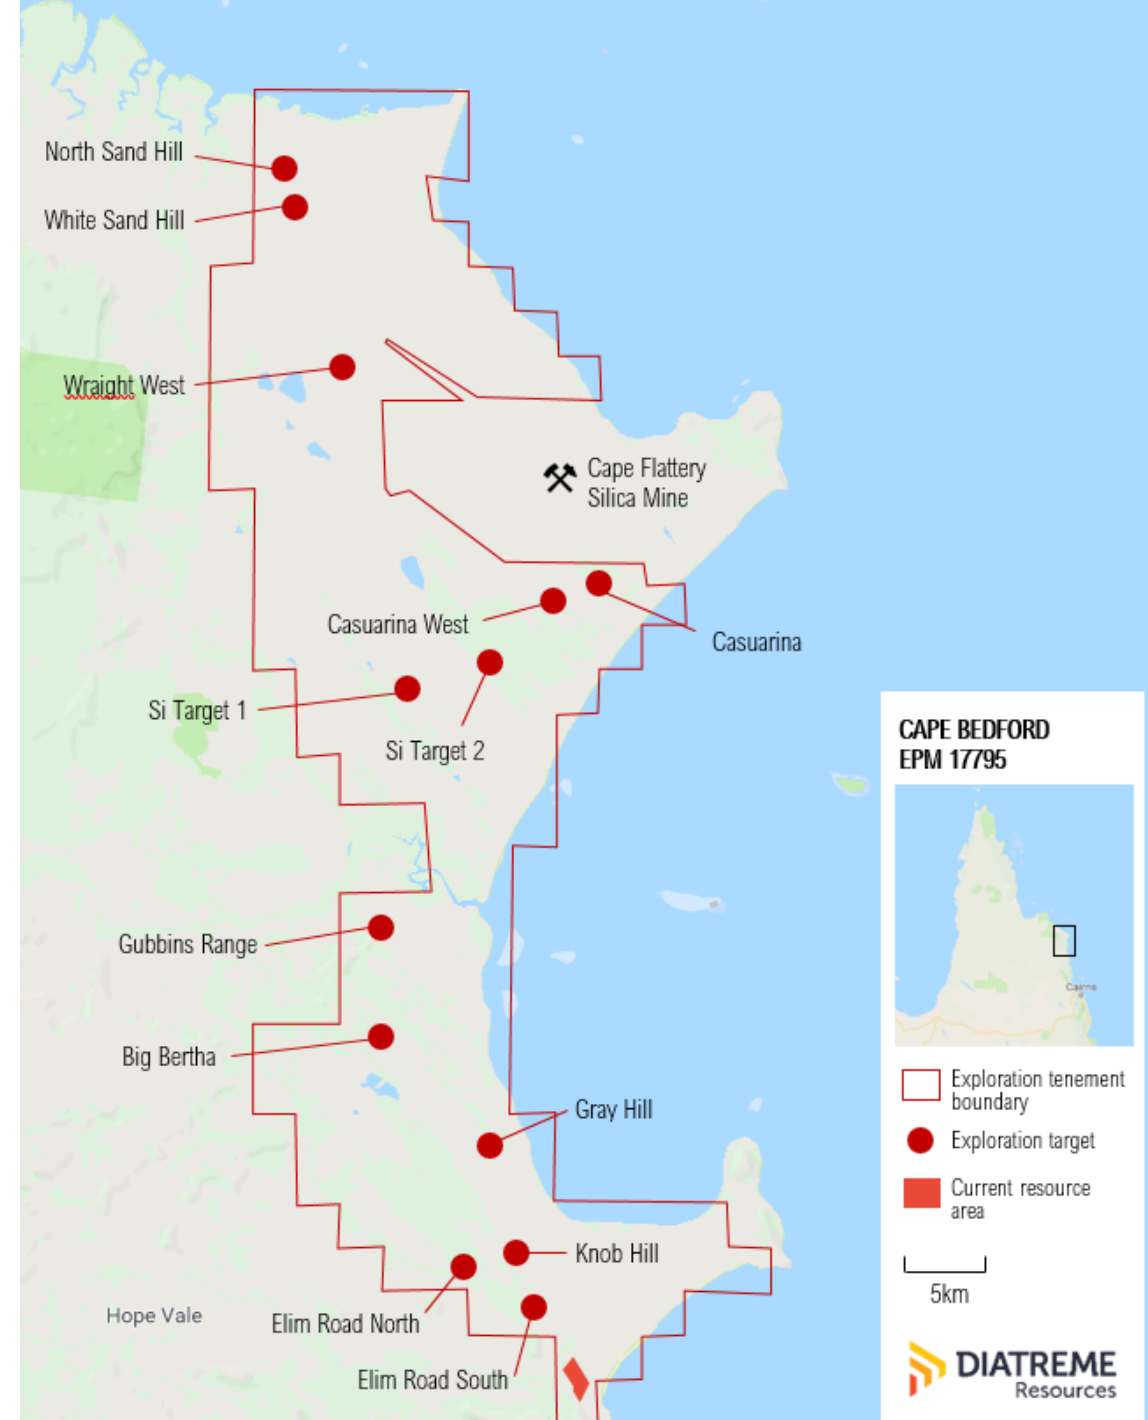 North Sand Hill
White Sand Hill
Wraight West
Cape Flattery
Silica Mine
Casuarina West
Casuarina
Si Target 1
Si Target 2
Gubbins Range
Big Bertha
Gray Hill
Knob Hill
Hope Vale
Elim Road North
Elim Road South
CAPE BEDFORD
EPM 17795
Cairns
Exploration tenement
boundary
Exploration target
Current resource
area
5km
DIATREME
Resources